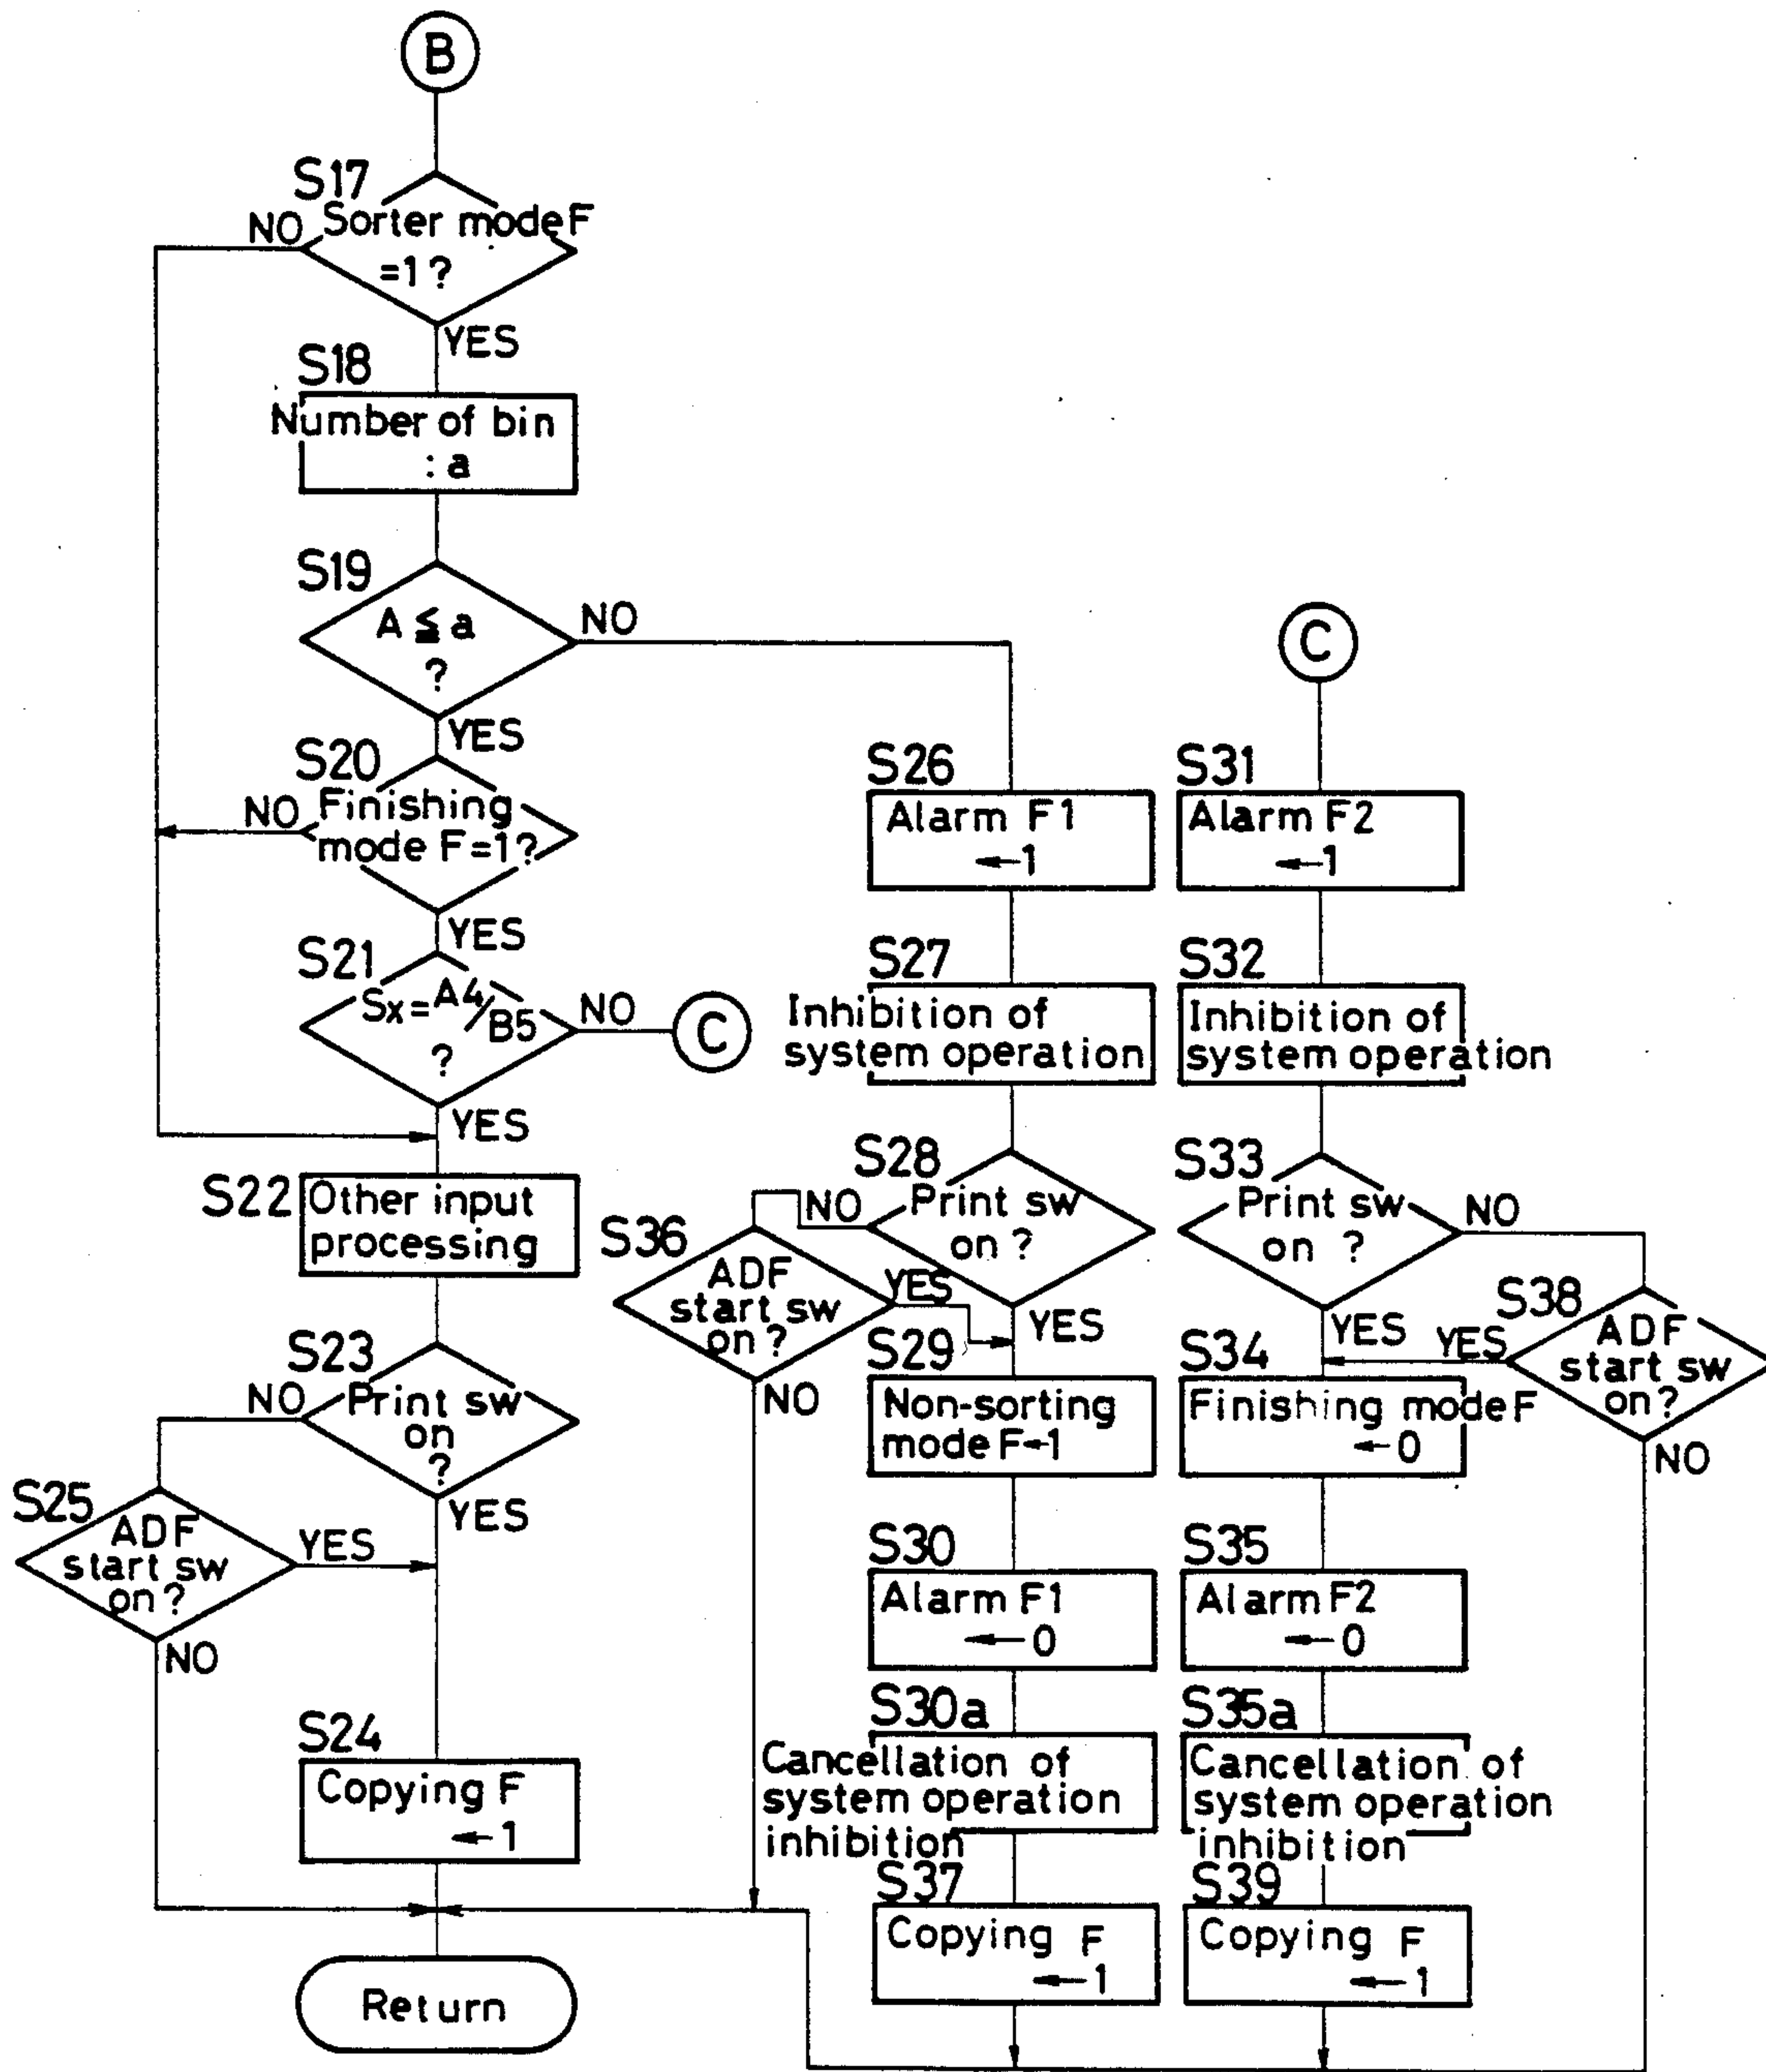 B
S17
Sorter mode F
=1?
NO
YES
S18
Number of bin
: a
S19
A ≦ a
?
NO
YES
S20
Finishing
mode F=1?
NO
YES
S21
Sx=A4/B5
?
NO
C
YES
S22
Other input
processing
S23
Print sw
on
?
NO
YES
S25
ADF
start sw
on?
YES
NO
S24
Copying F
←1
Return
S26
Alarm F1
←1
S27
Inhibition of
system operation
S28
Print sw
on ?
NO
YES
S36
ADF
start sw
on?
YES
NO
S29
Non-sorting
mode F←1
S30
Alarm F1
←0
S30a
Cancellation of
system operation
inhibition
S37
Copying F
←1
C
S31
Alarm F2
←1
S32
Inhibition of
system operation
S33
Print sw
on ?
NO
YES
S38
ADF
start sw
on?
YES
NO
S34
Finishing mode F
←0
S35
Alarm F2
←0
S35a
Cancellation of
system operation
inhibition
S39
Copying F
←1